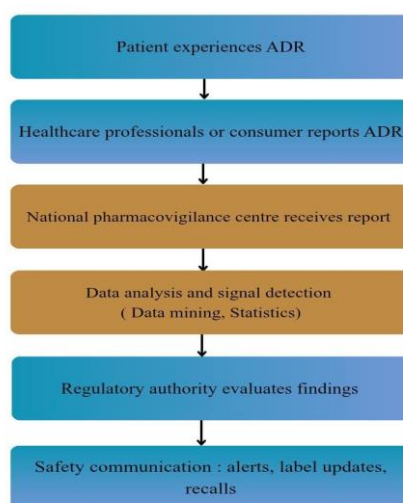 Patient experiences ADR
Healthcare professionals or consumer reports ADR
National pharmacovigilance centre receives report
Data analysis and signal detection
( Data mining, Statistics)
Regulatory authority evaluates findings
Safety communication : alerts, label updates,
recalls